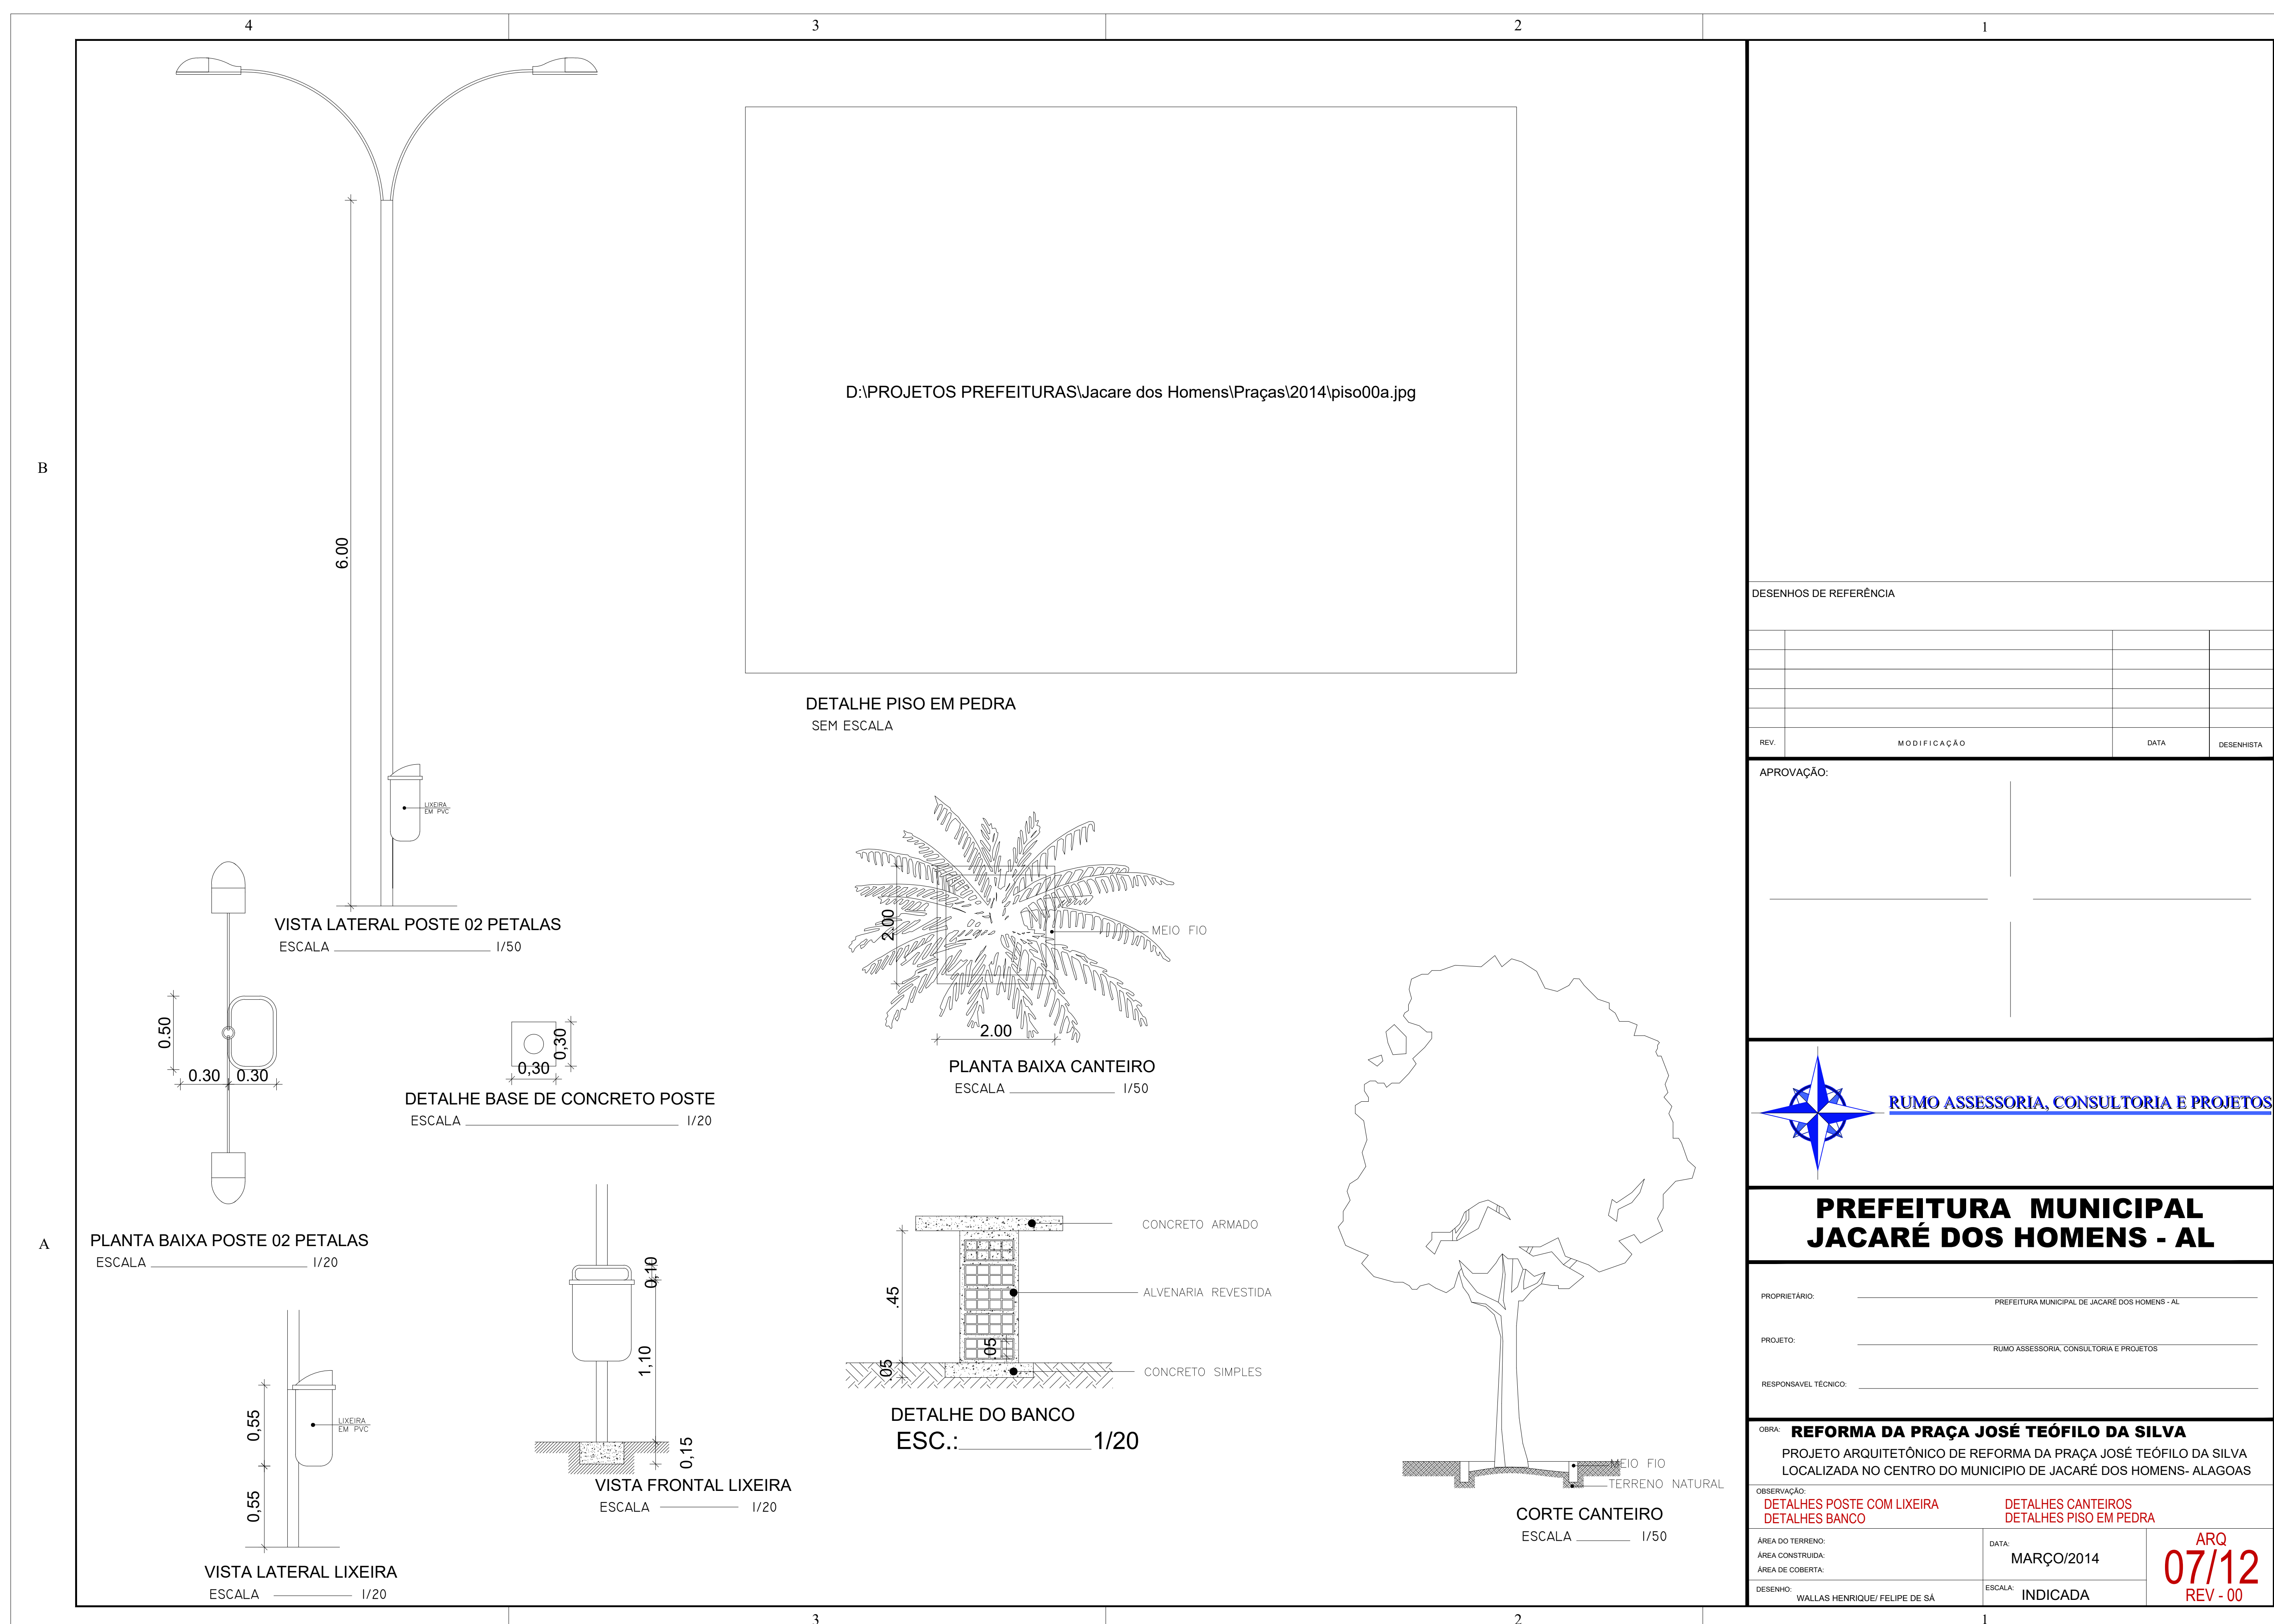 4
3
2
1
B
A
6.00
LIXEIRA
EM PVC
VISTA LATERAL POSTE 02 PETALAS
ESCALA 1/50
D:\PROJETOS PREFEITURAS\Jacare dos Homens\Praças\2014\piso00a.jpg
DETALHE PISO EM PEDRA
SEM ESCALA
2.00
MEIO FIO
2.00
PLANTA BAIXA CANTEIRO
ESCALA 1/50
0.50
0.30 0.30
PLANTA BAIXA POSTE 02 PETALAS
ESCALA 1/20
0,30
0,30
DETALHE BASE DE CONCRETO POSTE
ESCALA 1/20
0,55
LIXEIRA
EM PVC
0,55
VISTA LATERAL LIXEIRA
ESCALA 1/20
0,10
1,10
0,15
VISTA FRONTAL LIXEIRA
ESCALA 1/20
CONCRETO ARMADO
.45
ALVENARIA REVESTIDA
.05
.05
CONCRETO SIMPLES
DETALHE DO BANCO
ESC.: 1/20
MEIO FIO
TERRENO NATURAL
CORTE CANTEIRO
ESCALA 1/50
DESENHOS DE REFERÊNCIA
REV. MODIFICAÇÃO DATA DESENHISTA
APROVAÇÃO:
RUMO ASSESSORIA, CONSULTORIA E PROJETOS
PREFEITURA MUNICIPAL
JACARÉ DOS HOMENS - AL
PROPRIETÁRIO:
PREFEITURA MUNICIPAL DE JACARÉ DOS HOMENS - AL
PROJETO:
RUMO ASSESSORIA, CONSULTORIA E PROJETOS
RESPONSAVEL TÉCNICO:
OBRA: REFORMA DA PRAÇA JOSÉ TEÓFILO DA SILVA
PROJETO ARQUITETÔNICO DE REFORMA DA PRAÇA JOSÉ TEÓFILO DA SILVA
LOCALIZADA NO CENTRO DO MUNICIPIO DE JACARÉ DOS HOMENS- ALAGOAS
OBSERVAÇÃO:
DETALHES POSTE COM LIXEIRA DETALHES CANTEIROS
DETALHES BANCO DETALHES PISO EM PEDRA
ÁREA DO TERRENO:
ÁREA CONSTRUIDA:
ÁREA DE COBERTA:
DATA:
MARÇO/2014
ARQ
07/12
REV - 00
DESENHO:
WALLAS HENRIQUE/ FELIPE DE SÁ
ESCALA: INDICADA
3
2
1